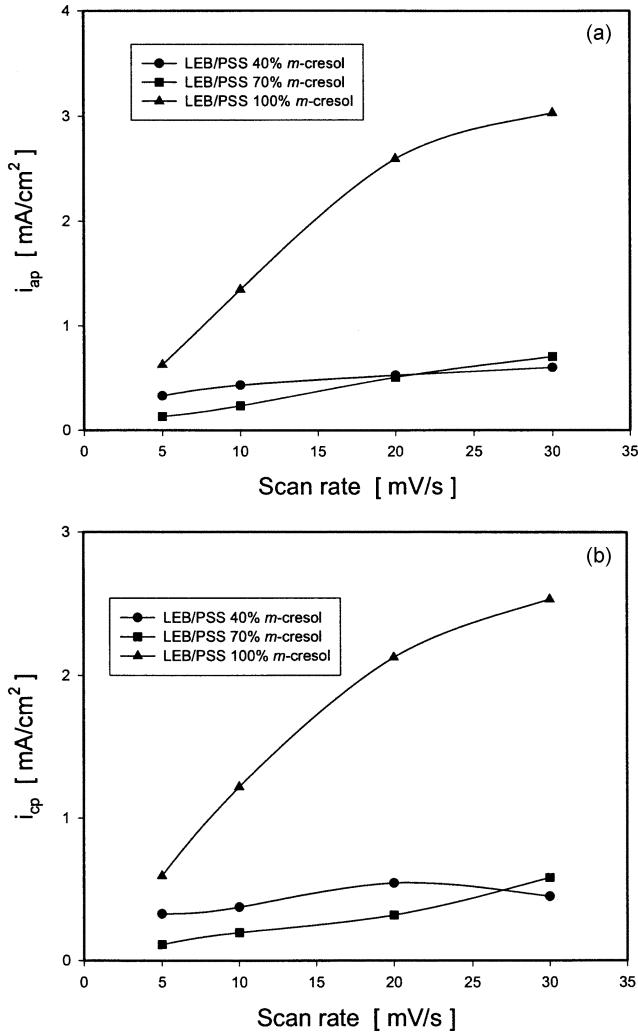 4
(a)
LEB/PSS 40% m-cresol
LEB/PSS 70% m-cresol
LEB/PSS 100% m-cresol
3
2
1
0
i_ap [ mA/cm² ]
0 5 10 15 20 25 30 35
Scan rate [ mV/s ]
3
(b)
LEB/PSS 40% m-cresol
LEB/PSS 70% m-cresol
LEB/PSS 100% m-cresol
2
1
0
i_cp [ mA/cm² ]
0 5 10 15 20 25 30 35
Scan rate [ mV/s ]